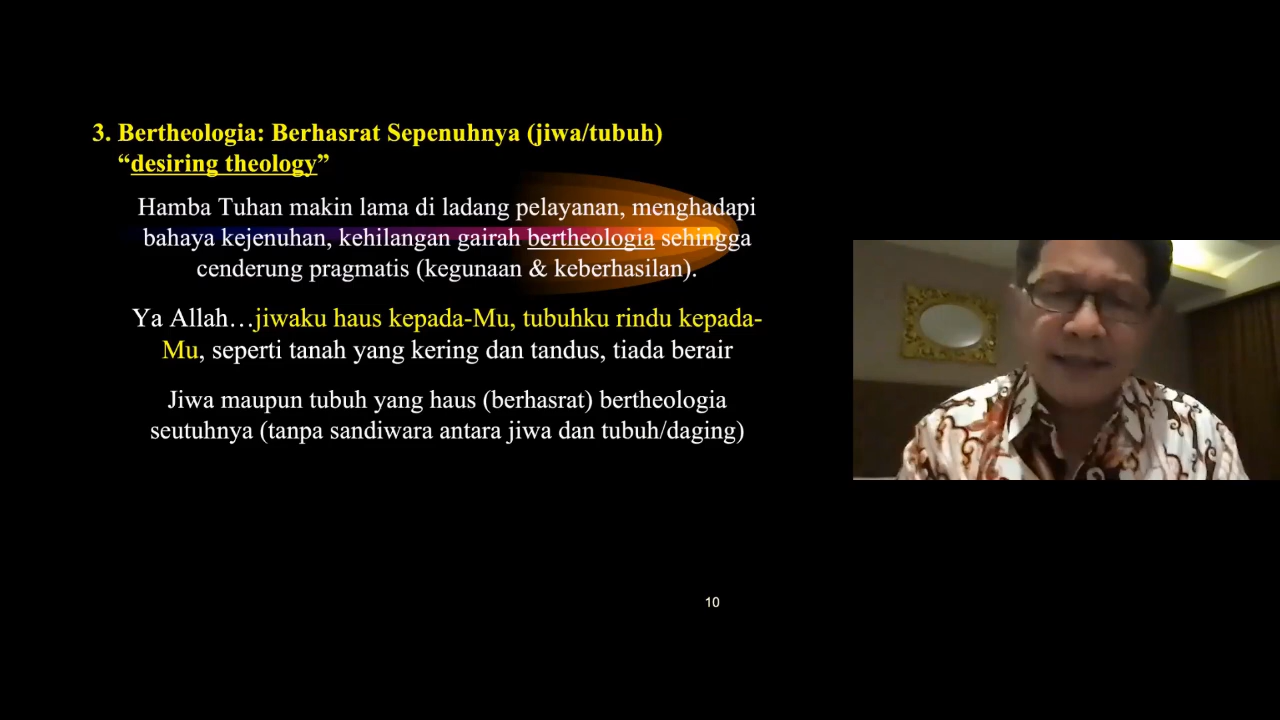 3. Bertheologia: Berhasrat Sepenuhnya (jiwa/tubuh)
“desiring theology”
Hamba Tuhan makin lama di ladang pelayanan, menghadapi
bahaya kejenuhan, kehilangan gairah bertheologia sehingga
cenderung pragmatis (kegunaan & keberhasilan).
Ya Allah…jiwaku haus kepada-Mu, tubuhku rindu kepada-
Mu, seperti tanah yang kering dan tandus, tiada berair
Jiwa maupun tubuh yang haus (berhasrat) bertheologia
seutuhnya (tanpa sandiwara antara jiwa dan tubuh/daging)
10